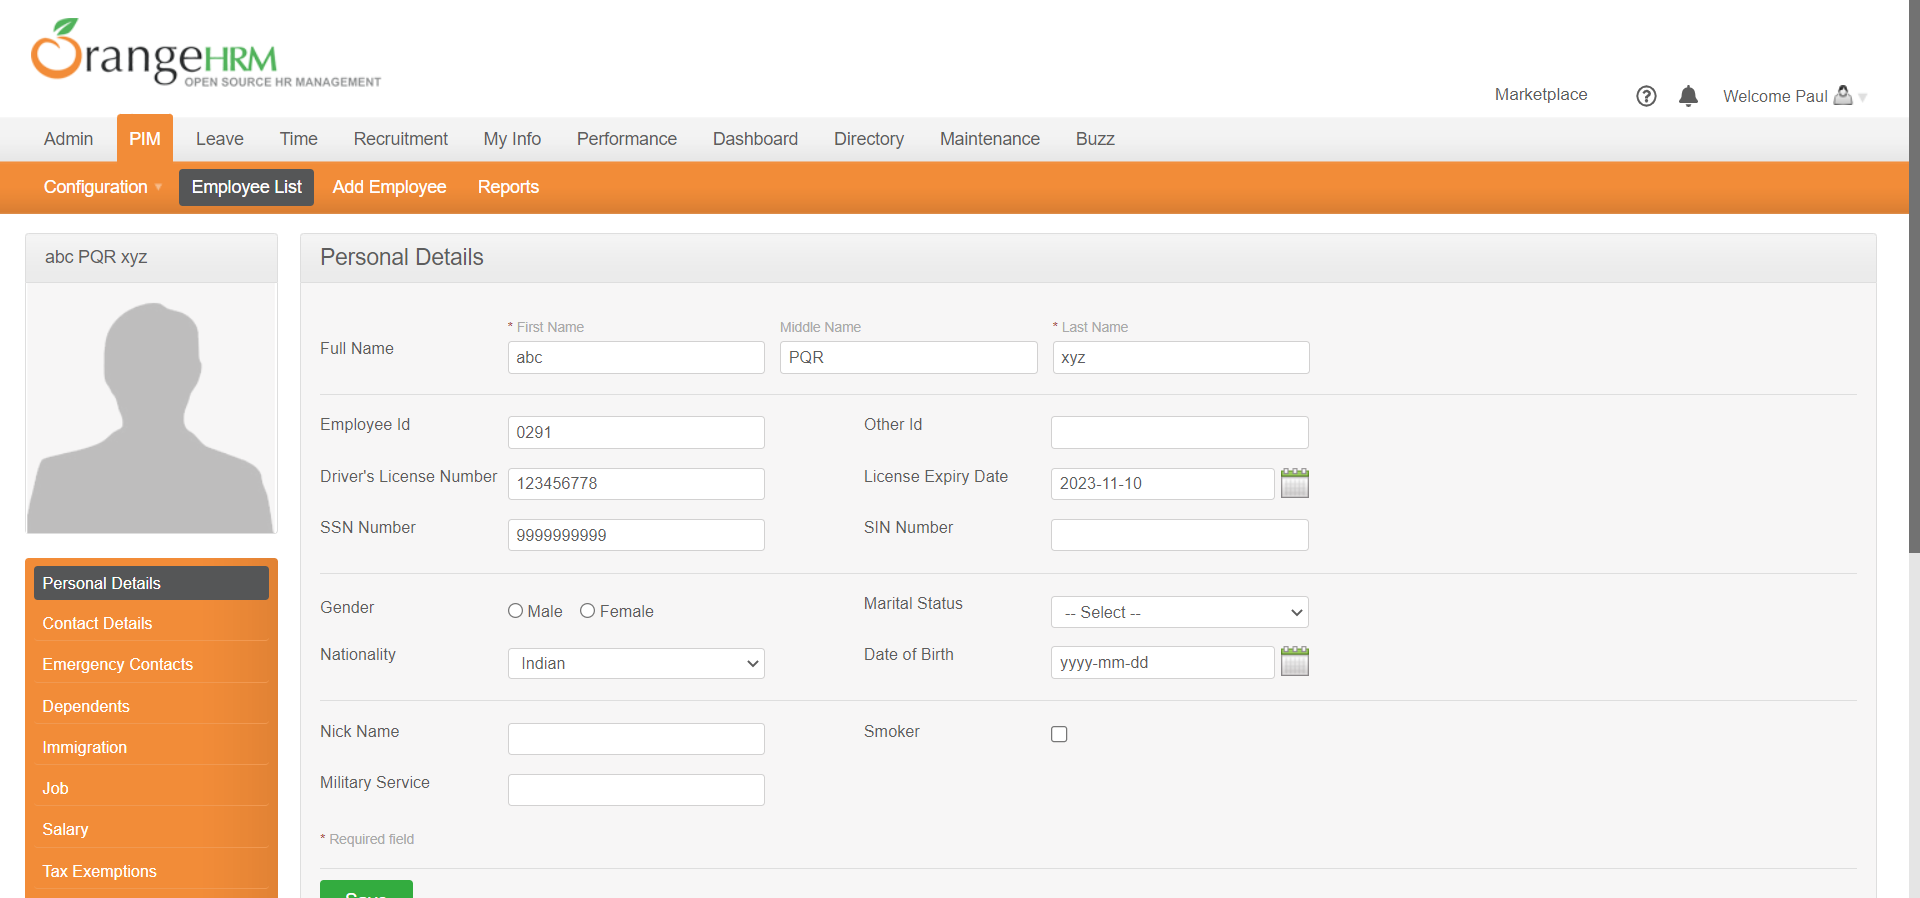 OrangeHRM
OPEN SOURCE HR MANAGEMENT
Marketplace
Welcome Paul
Admin PIM Leave Time Recruitment My Info Performance Dashboard Directory Maintenance Buzz
Configuration Employee List Add Employee Reports
abc PQR xyz
Personal Details
* First Name Middle Name * Last Name
Full Name abc PQR xyz
Employee Id 0291 Other Id
Driver's License Number 123456778 License Expiry Date 2023-11-10
SSN Number 9999999999 SIN Number
Gender Male Female Marital Status -- Select --
Nationality Indian Date of Birth yyyy-mm-dd
Nick Name Smoker
Military Service
* Required field
Save
Personal Details
Contact Details
Emergency Contacts
Dependents
Immigration
Job
Salary
Tax Exemptions